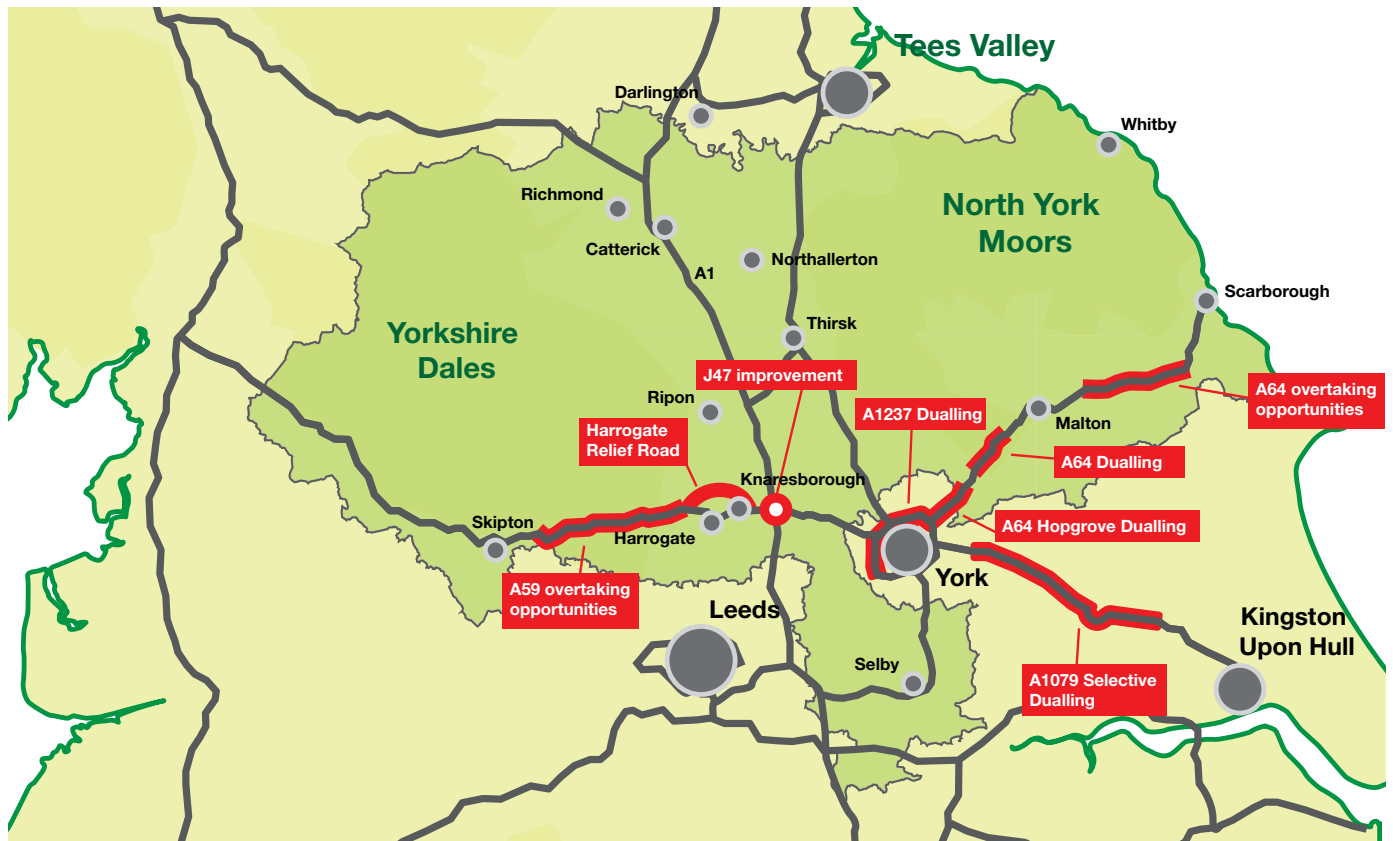 Tees Valley
Darlington
Whitby
Richmond
North York
Moors
Catterick
Northallerton
A1
Scarborough
Thirsk
Yorkshire
Dales
J47 improvement
A64 overtaking
opportunities
Ripon
A1237 Dualling
Malton
Harrogate
Relief Road
A64 Dualling
Knaresborough
Skipton
Harrogate
A64 Hopgrove Dualling
York
A59 overtaking
opportunities
Leeds
Kingston
Upon Hull
Selby
A1079 Selective
Dualling